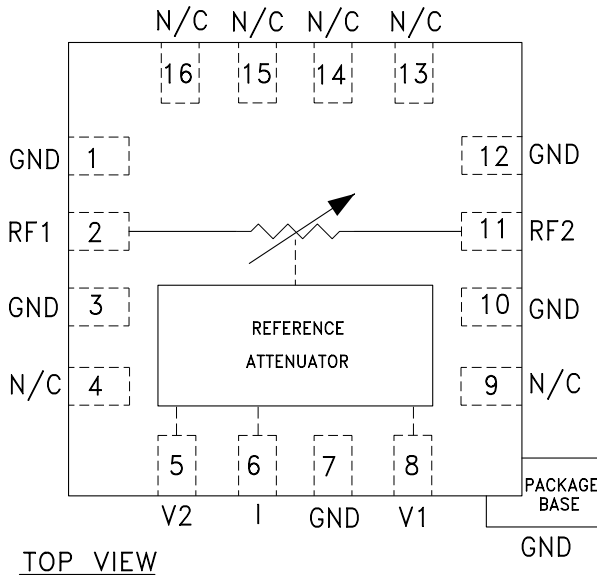 N/C N/C N/C N/C
16 15 14 13
GND 1 12 GND
RF1 2 11 RF2
GND 3 10 GND
REFERENCE
ATTENUATOR
N/C 4 9 N/C
5 6 7 8
V2 I GND V1
PACKAGE
BASE
GND
TOP VIEW